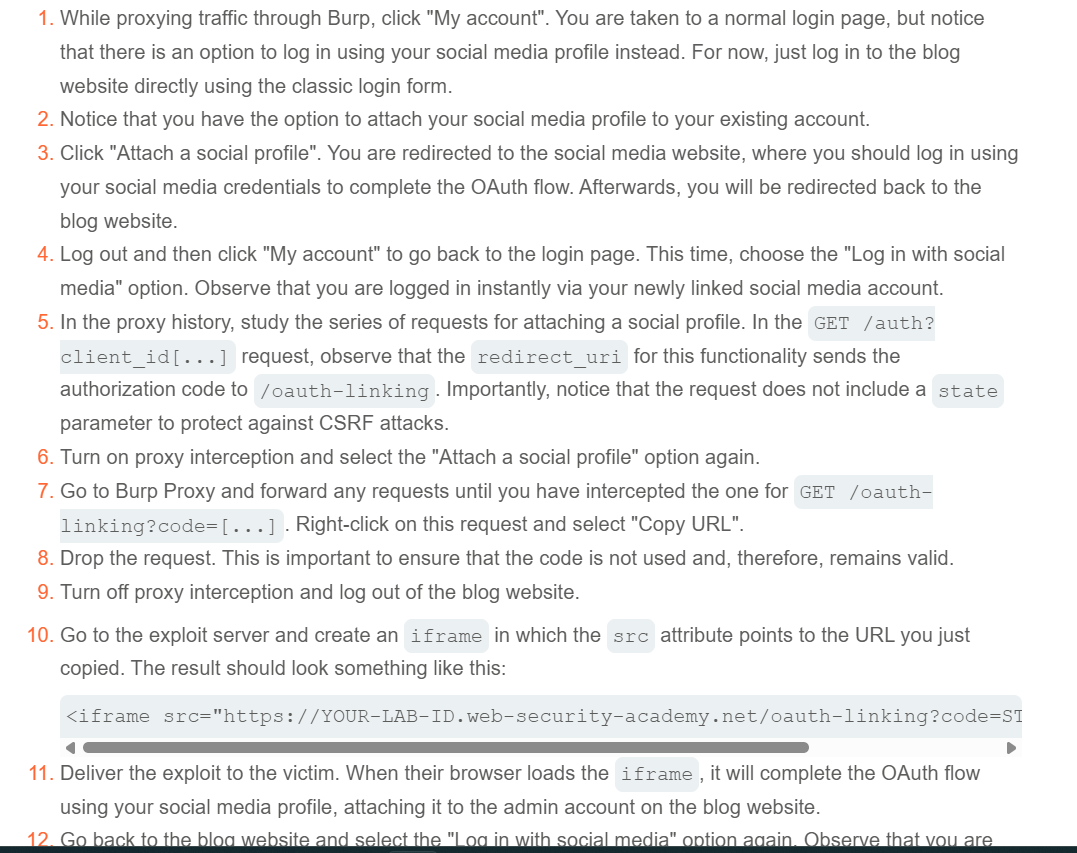 1. While proxying traffic through Burp, click "My account". You are taken to a normal login page, but notice
that there is an option to log in using your social media profile instead. For now, just log in to the blog
website directly using the classic login form.
2. Notice that you have the option to attach your social media profile to your existing account.
3. Click "Attach a social profile". You are redirected to the social media website, where you should log in using
your social media credentials to complete the OAuth flow. Afterwards, you will be redirected back to the
blog website.
4. Log out and then click "My account" to go back to the login page. This time, choose the "Log in with social
media" option. Observe that you are logged in instantly via your newly linked social media account.
5. In the proxy history, study the series of requests for attaching a social profile. In the GET /auth?
client_id[...] request, observe that the redirect_uri for this functionality sends the
authorization code to /oauth-linking. Importantly, notice that the request does not include a state
parameter to protect against CSRF attacks.
6. Turn on proxy interception and select the "Attach a social profile" option again.
7. Go to Burp Proxy and forward any requests until you have intercepted the one for GET /oauth-
linking?code=[...]. Right-click on this request and select "Copy URL".
8. Drop the request. This is important to ensure that the code is not used and, therefore, remains valid.
9. Turn off proxy interception and log out of the blog website.
10. Go to the exploit server and create an iframe in which the src attribute points to the URL you just
copied. The result should look something like this:
<iframe src="https://YOUR-LAB-ID.web-security-academy.net/oauth-linking?code=ST
11. Deliver the exploit to the victim. When their browser loads the iframe, it will complete the OAuth flow
using your social media profile, attaching it to the admin account on the blog website.
12. Go back to the blog website and select the "Log in with social media" option again. Observe that you are